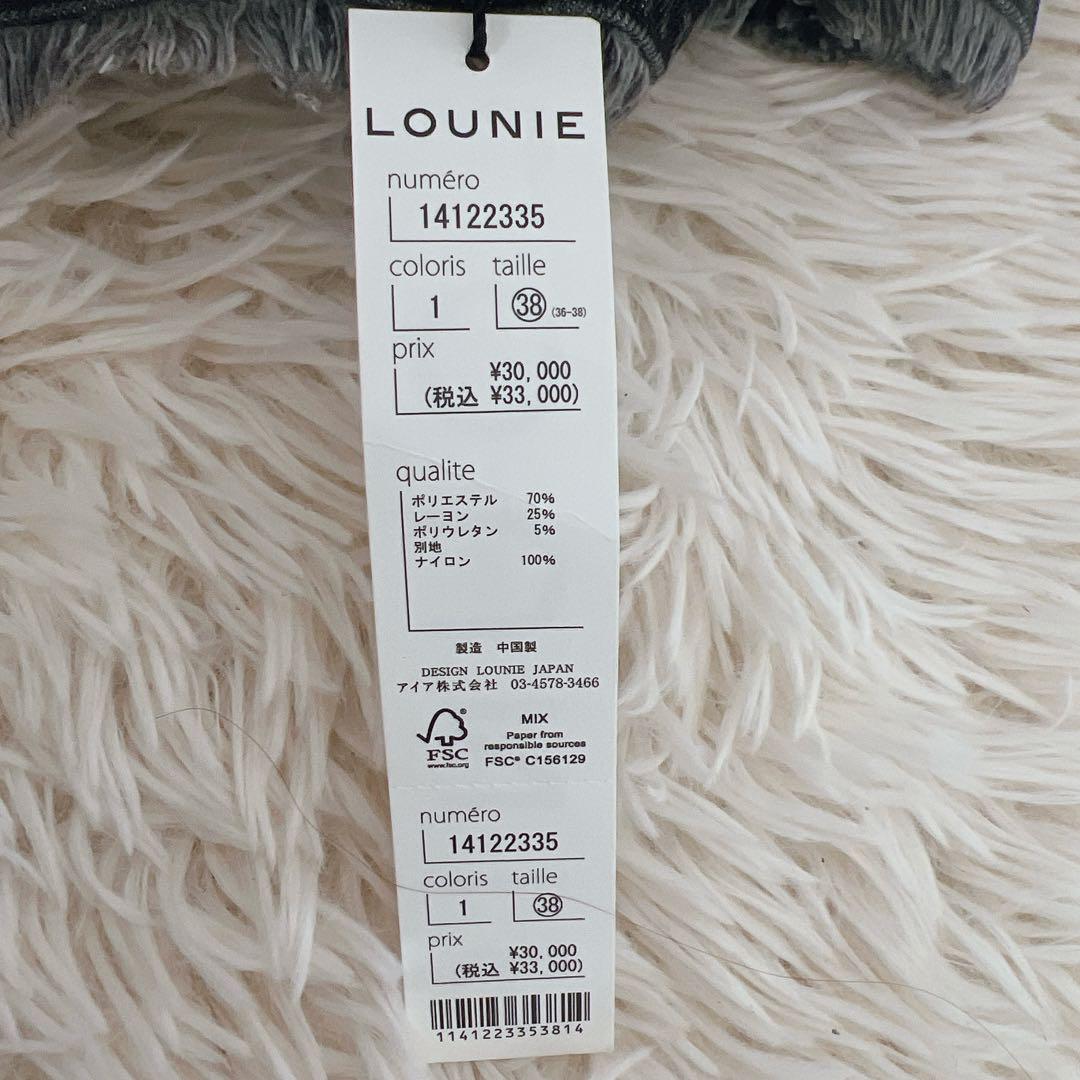 LOUNIE
numéro
14122335
coloris taille
1 ㊳ (36-38)
prix
¥30,000
(税込 ¥33,000)
qualite
ポリエステル 70%
レーヨン 25%
ポリウレタン 5%
別地
ナイロン 100%
製造 中国製
DESIGN LOUNIE JAPAN
アイア株式会社 03-4578-3466
FSC®
www.fsc.org
MIX
Paper from
responsible sources
FSC® C156129
numéro
14122335
coloris taille
1 ㊳
prix
¥30,000
(税込 ¥33,000)
1141223353814